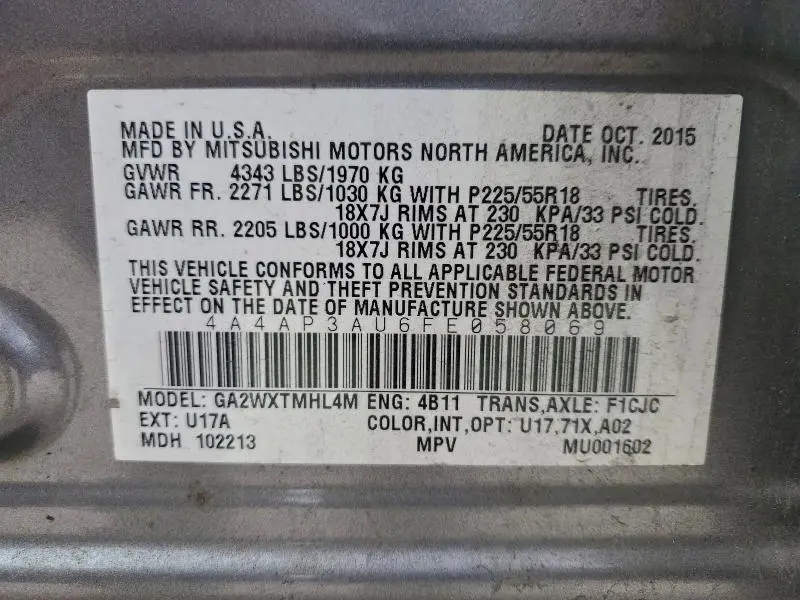 MADE IN U.S.A. DATE OCT. 2015
MFD BY MITSUBISHI MOTORS NORTH AMERICA, INC.
GVWR 4343 LBS/1970 KG
GAWR FR. 2271 LBS/1030 KG WITH P225/55R18 TIRES,
18X7J RIMS AT 230 KPA/33 PSI COLD.
GAWR RR. 2205 LBS/1000 KG WITH P225/55R18 TIRES,
18X7J RIMS AT 230 KPA/33 PSI COLD.
THIS VEHICLE CONFORMS TO ALL APPLICABLE FEDERAL MOTOR
VEHICLE SAFETY AND THEFT PREVENTION STANDARDS IN
EFFECT ON THE DATE OF MANUFACTURE SHOWN ABOVE.
4A4AP3AU6FE058069
MODEL: GA2WXTMHL4M ENG: 4B11 TRANS,AXLE: F1CJC
EXT: U17A COLOR,INT,OPT: U17,71X,A02
MDH 102213 MPV MU001602